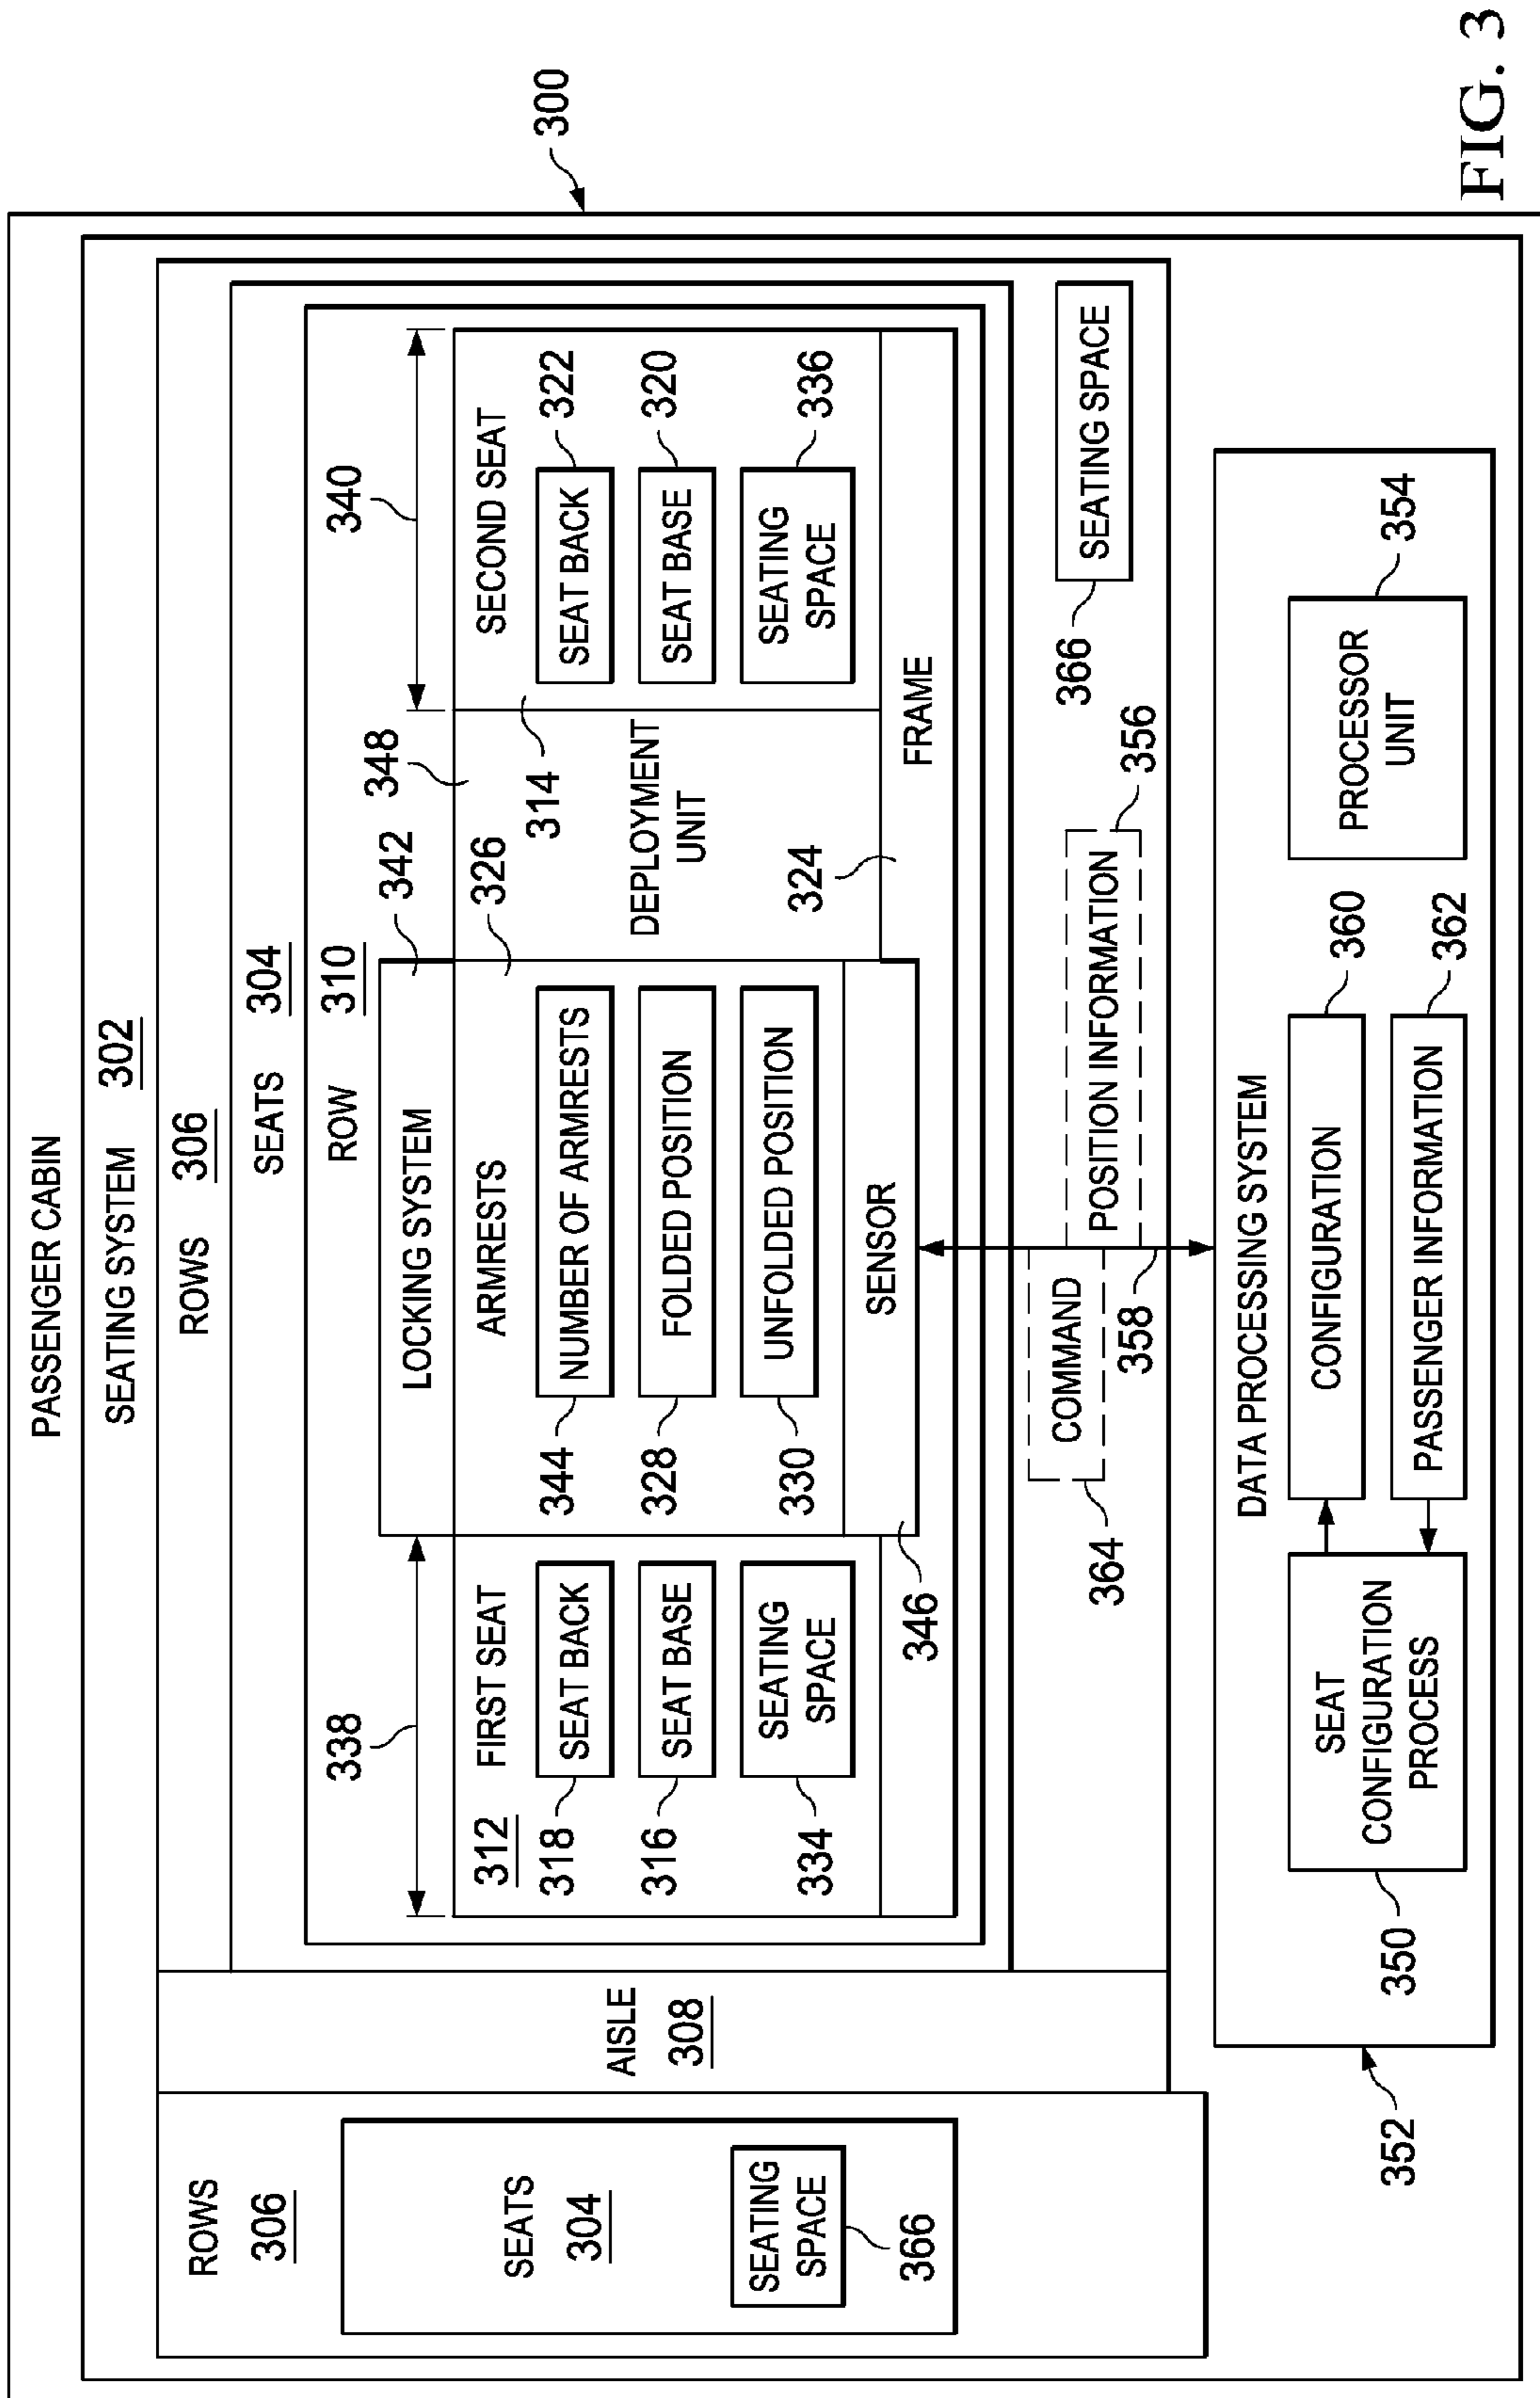 PASSENGER CABIN
300
SEATING SYSTEM 302
ROWS
306
ROWS 306
SEATS 304
ROW 310
338
340
342
348
LOCKING SYSTEM
312
FIRST SEAT
318
SEAT BACK
316
SEAT BASE
334
SEATING
SPACE
ARMRESTS
326
344
NUMBER OF ARMRESTS
328
FOLDED POSITION
330
UNFOLDED POSITION
SENSOR
346
314
DEPLOYMENT
UNIT
324
SECOND SEAT
SEAT BACK
322
SEAT BASE
320
SEATING
SPACE
336
FRAME
AISLE
308
SEATS
304
SEATING
SPACE
366
364
COMMAND
358
POSITION INFORMATION
356
366
SEATING SPACE
DATA PROCESSING SYSTEM
352
350
SEAT
CONFIGURATION
PROCESS
CONFIGURATION
360
PASSENGER INFORMATION
362
PROCESSOR
UNIT
354
FIG. 3